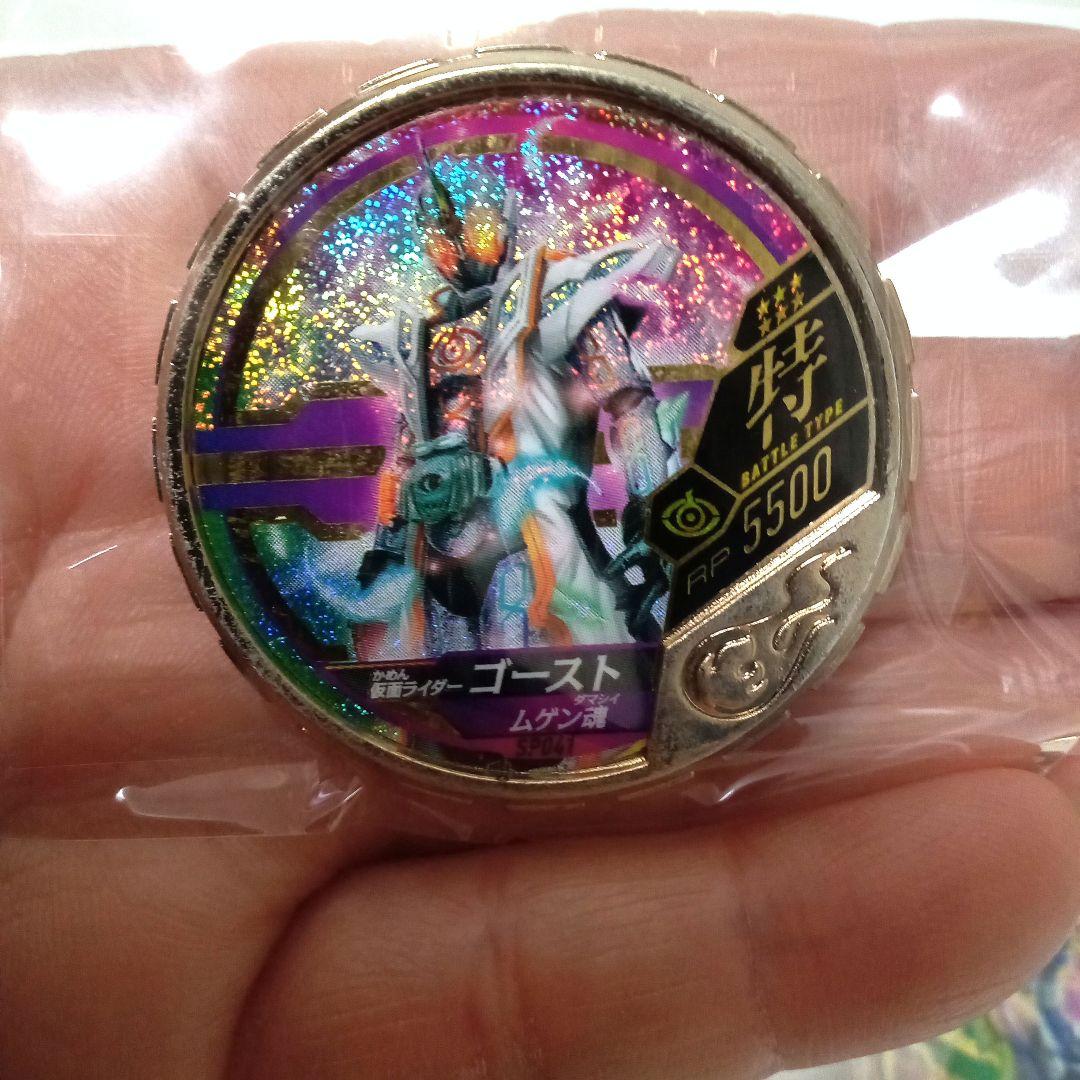 特
BATTLE TYPE
RP 5500
かめん
仮面ライダー ゴースト
ダマシイ
ムゲン魂
SP041